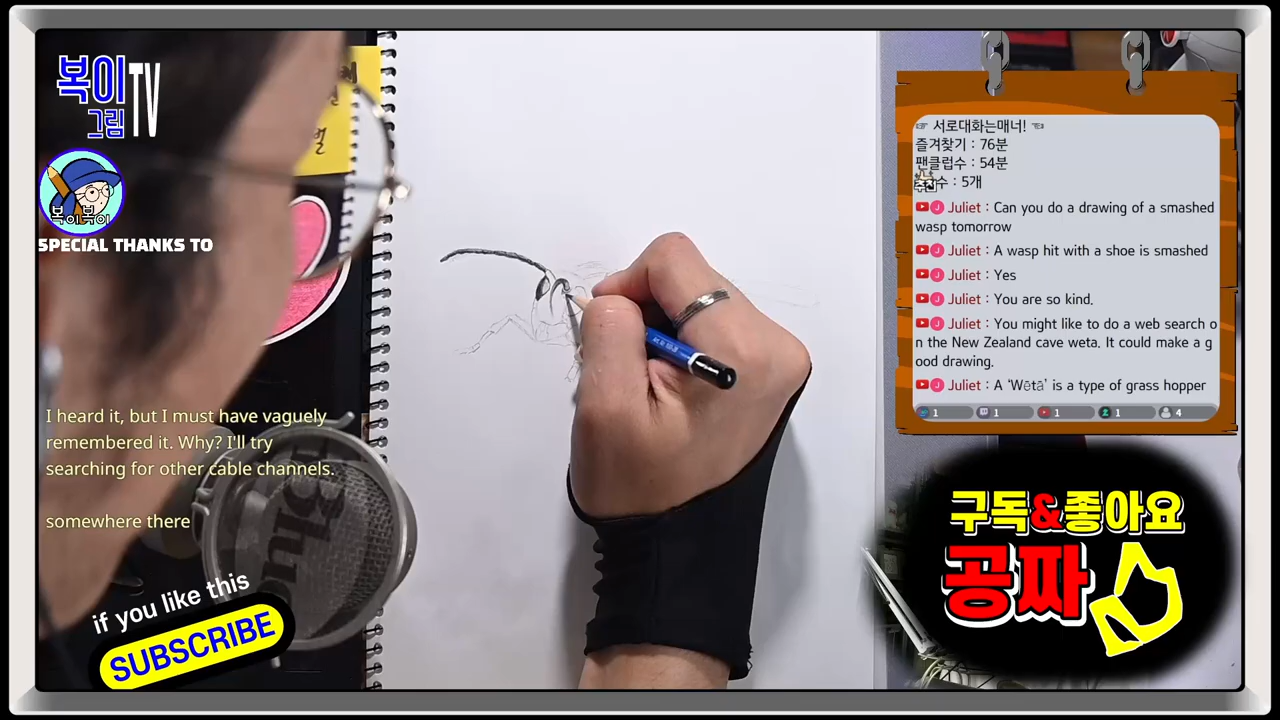 복이TV
그림
벌
복이복이
SPECIAL THANKS TO
I heard it, but I must have vaguely
remembered it. Why? I'll try
searching for other cable channels.
somewhere there
Blue
if you like this
SUBSCRIBE
☞ 서로대화는매너! ☜
즐겨찾기 : 76분
팬클럽수 : 54분
추천수 : 5개
Juliet : Can you do a drawing of a smashed
wasp tomorrow
Juliet : A wasp hit with a shoe is smashed
Juliet : Yes
Juliet : You are so kind.
Juliet : You might like to do a web search o
n the New Zealand cave weta. It could make a g
ood drawing.
Juliet : A ‘Wētā’ is a type of grass hopper
1 1 1 1 4
구독&좋아요
공짜